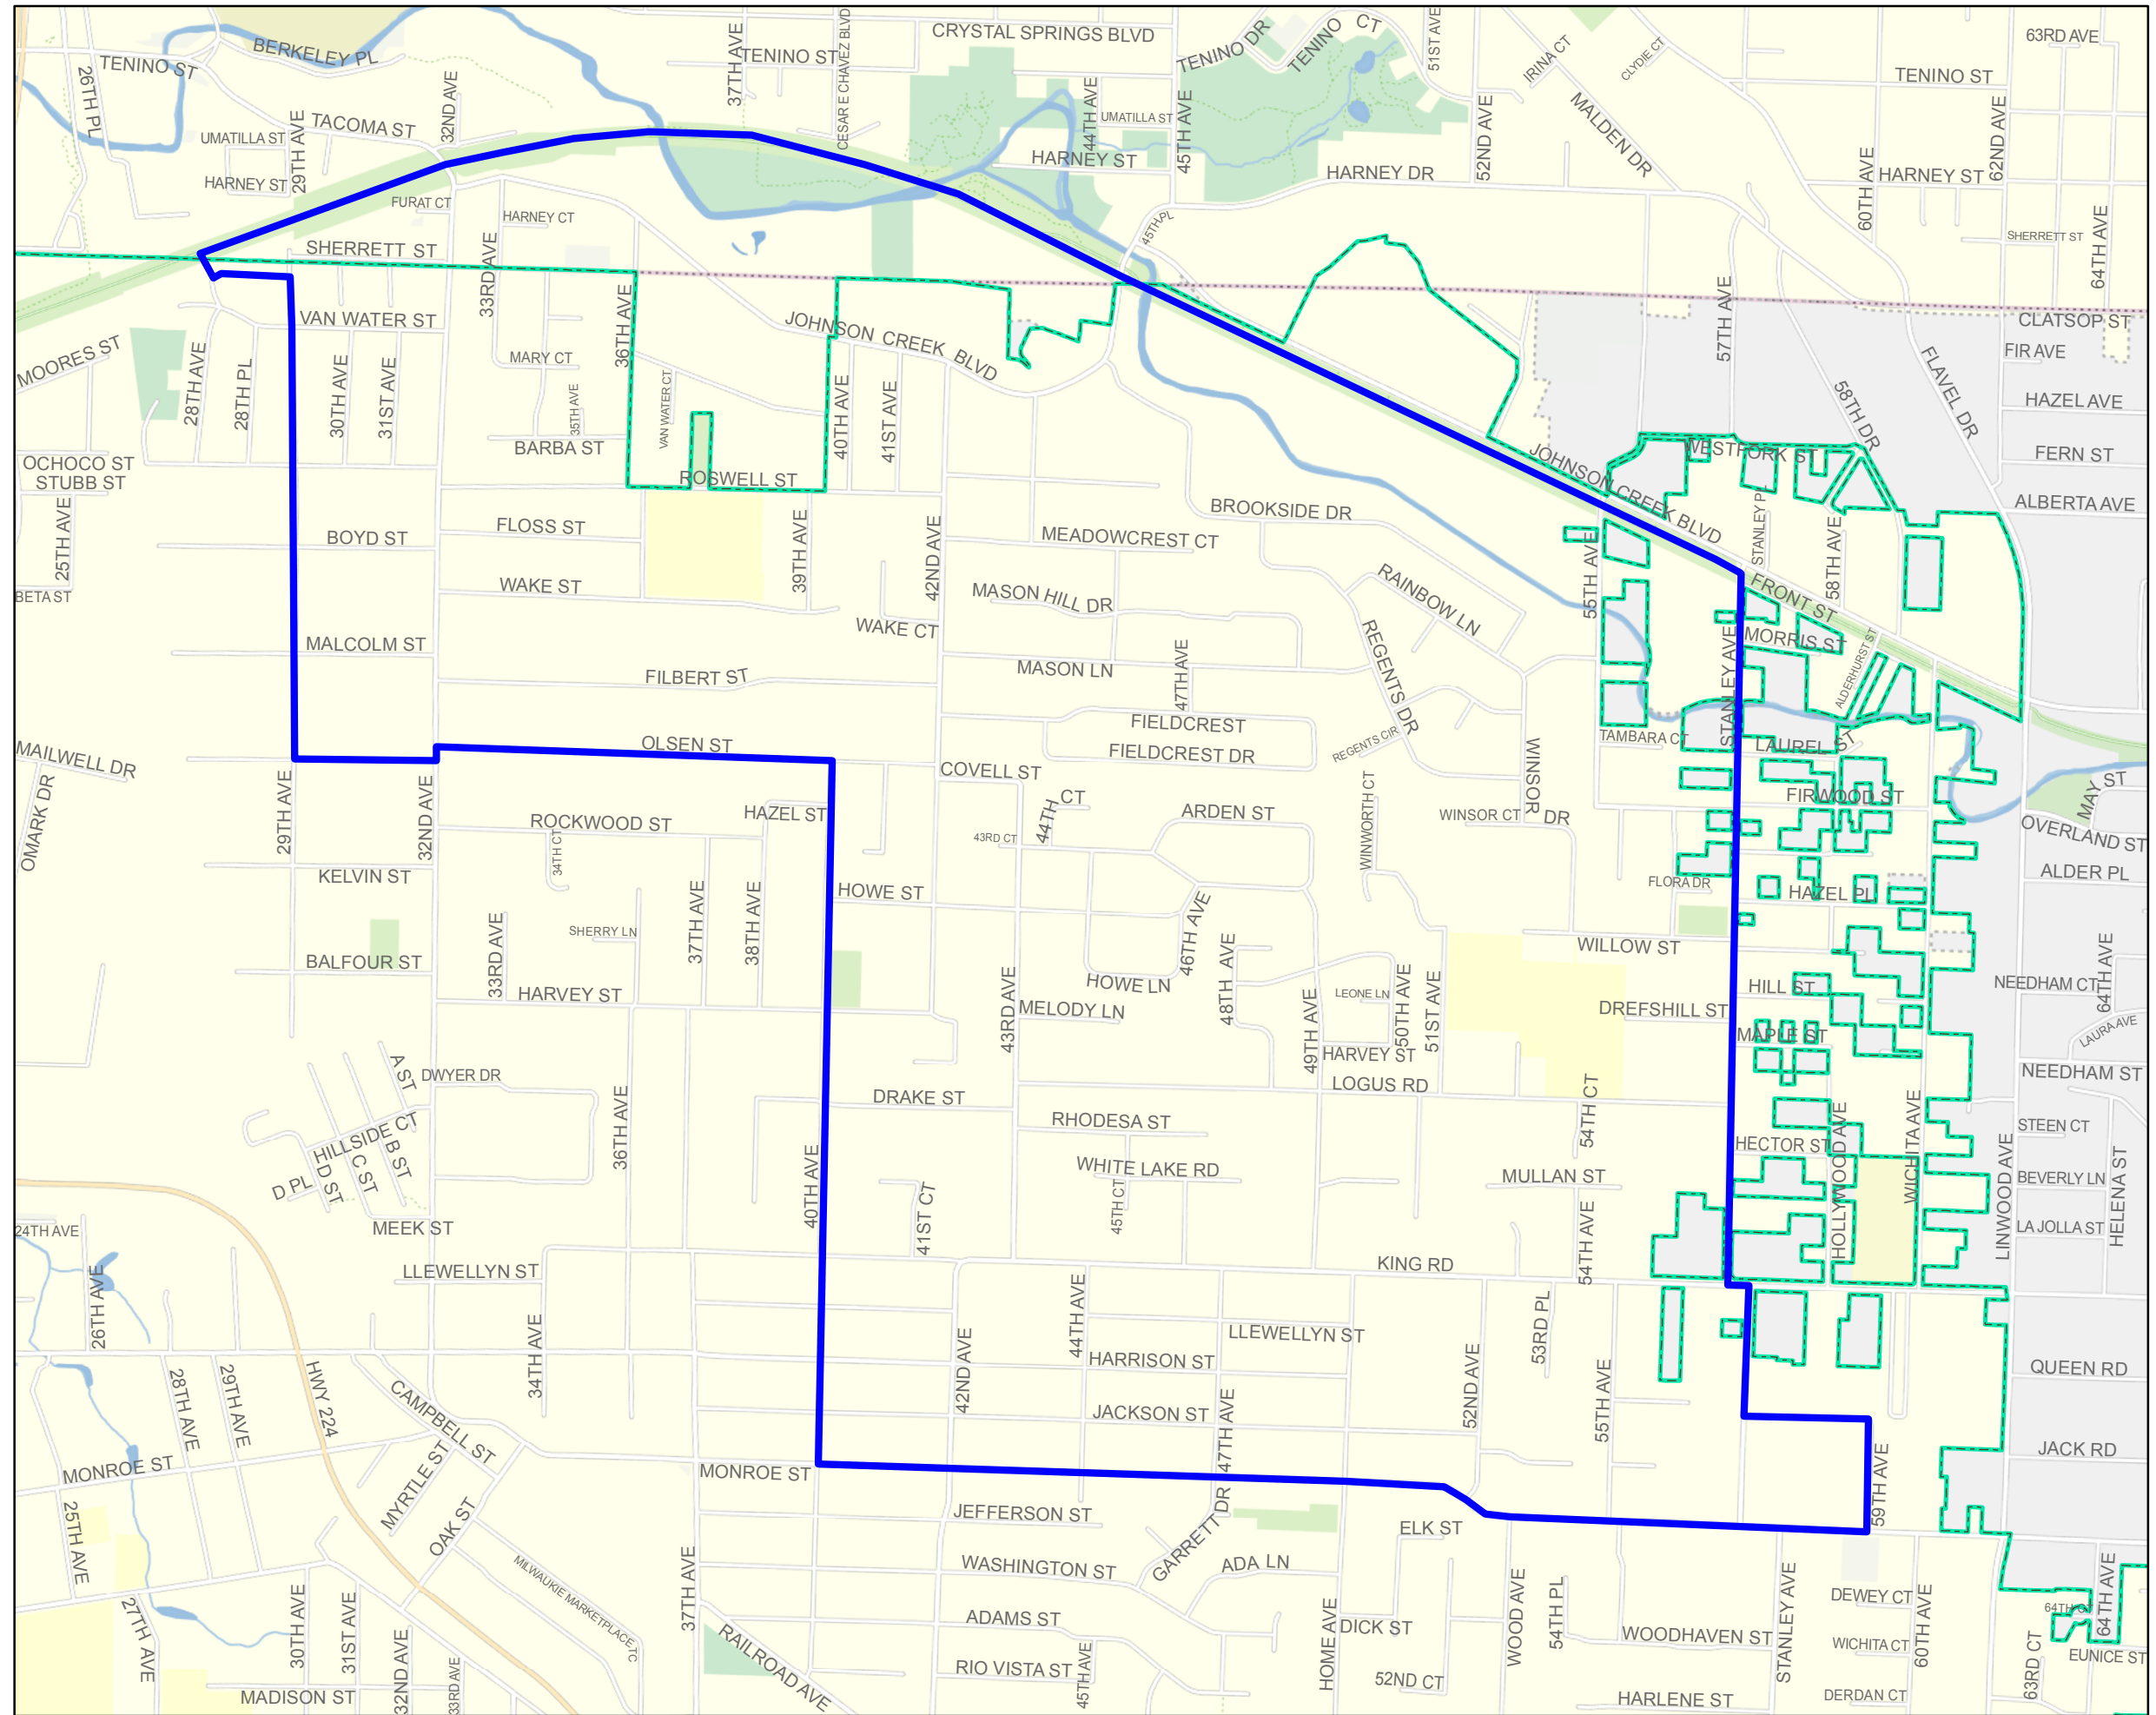 CRYSTAL SPRINGS BLVD
TENINO DR
TENINO CT
51ST AVE
IRINA CT
CLYDIE CT
63RD AVE
BERKELEY PL
TENINO ST
26TH PL
37TH AVE
TENINO ST
CESAR E CHAVEZ BLVD
TENINO ST
32ND AVE
TACOMA ST
UMATILLA ST
29TH AVE
44TH AVE
UMATILLA ST
45TH AVE
52ND AVE
MALDEN DR
62ND AVE
HARNEY ST
HARNEY DR
60TH AVE
HARNEY ST
HARNEY ST
FURAT CT
HARNEY CT
45TH PL
SHERRETT ST
64TH AVE
SHERRETT ST
33RD AVE
36TH AVE
57TH AVE
VAN WATER ST
JOHNSON CREEK BLVD
CLATSOP ST
FIR AVE
MOORES ST
28TH AVE
28TH PL
30TH AVE
31ST AVE
MARY CT
35TH AVE
VAN WATER CT
40TH AVE
41ST AVE
58TH DR
FLAVEL DR
HAZEL AVE
BARBA ST
OCHOCO ST
STUBB ST
ROSWELL ST
JOHNSON CREEK BLVD
WESTFORK ST
FERN ST
ALBERTA AVE
25TH AVE
BOYD ST
FLOSS ST
39TH AVE
42ND AVE
BROOKSIDE DR
MEADOWCREST CT
STANLEY PL
58TH AVE
BETA ST
WAKE ST
MASON HILL DR
RAINBOW LN
55TH AVE
FRONT ST
WAKE CT
MALCOLM ST
FILBERT ST
MASON LN
47TH AVE
REGENTS DR
MORRIS ST
ALDERHURST ST
STANLEY AVE
FIELDCREST
FIELDCREST DR
REGENTS CIR
TAMBARA CT
LAUREL ST
MAILWELL DR
OLSEN ST
COVELL ST
WINSOR
DR
OMARK DR
29TH AVE
32ND AVE
ROCKWOOD ST
HAZEL ST
44TH CT
43RD CT
ARDEN ST
WINWORTH CT
WINSOR CT
FIRWOOD ST
MAY ST
OVERLAND ST
34TH CT
KELVIN ST
HOWE ST
FLORA DR
HAZEL PL
ALDER PL
37TH AVE
38TH AVE
33RD AVE
SHERRY LN
46TH AVE
48TH AVE
WILLOW ST
BALFOUR ST
HARVEY ST
HOWE LN
MELODY LN
43RD AVE
49TH AVE
LEONE LN
50TH AVE
51ST AVE
HILL ST
DREFSHILL ST
NEEDHAM CT
64TH AVE
LAURA AVE
HARVEY ST
MAPLE ST
A ST
DWYER DR
36TH AVE
DRAKE ST
LOGUS RD
54TH CT
NEEDHAM ST
HILLSIDE CT
B ST
C ST
D ST
D PL
RHODESA ST
WHITE LAKE RD
45TH CT
MULLAN ST
HECTOR ST
HOLLYWOOD AVE
WICHITA AVE
LINWOOD AVE
STEEN CT
BEVERLY LN
LA JOLLA ST
HELENA ST
24TH AVE
MEEK ST
40TH AVE
41ST CT
54TH AVE
KING RD
26TH AVE
LLEWELLYN ST
34TH AVE
HWY 224
42ND AVE
44TH AVE
LLEWELLYN ST
HARRISON ST
52ND AVE
53RD PL
55TH AVE
QUEEN RD
28TH AVE
29TH AVE
CAMPBELL ST
JACKSON ST
47TH AVE
JACK RD
MONROE ST
MYRTLE ST
MONROE ST
59TH AVE
25TH AVE
OAK ST
JEFFERSON ST
GARRETT DR
ELK ST
MILWAUKIE MARKETPLACE TC
37TH AVE
WASHINGTON ST
ADA LN
WOOD AVE
54TH PL
STANLEY AVE
DEWEY CT
60TH AVE
64TH CT
64TH AVE
27TH AVE
30TH AVE
31ST AVE
32ND AVE
33RD AVE
ADAMS ST
HOME AVE
DICK ST
WOODHAVEN ST
WICHITA CT
63RD CT
EUNICE ST
RAILROAD AVE
RIO VISTA ST
45TH AVE
52ND CT
MADISON ST
HARLENE ST
DERDAN CT